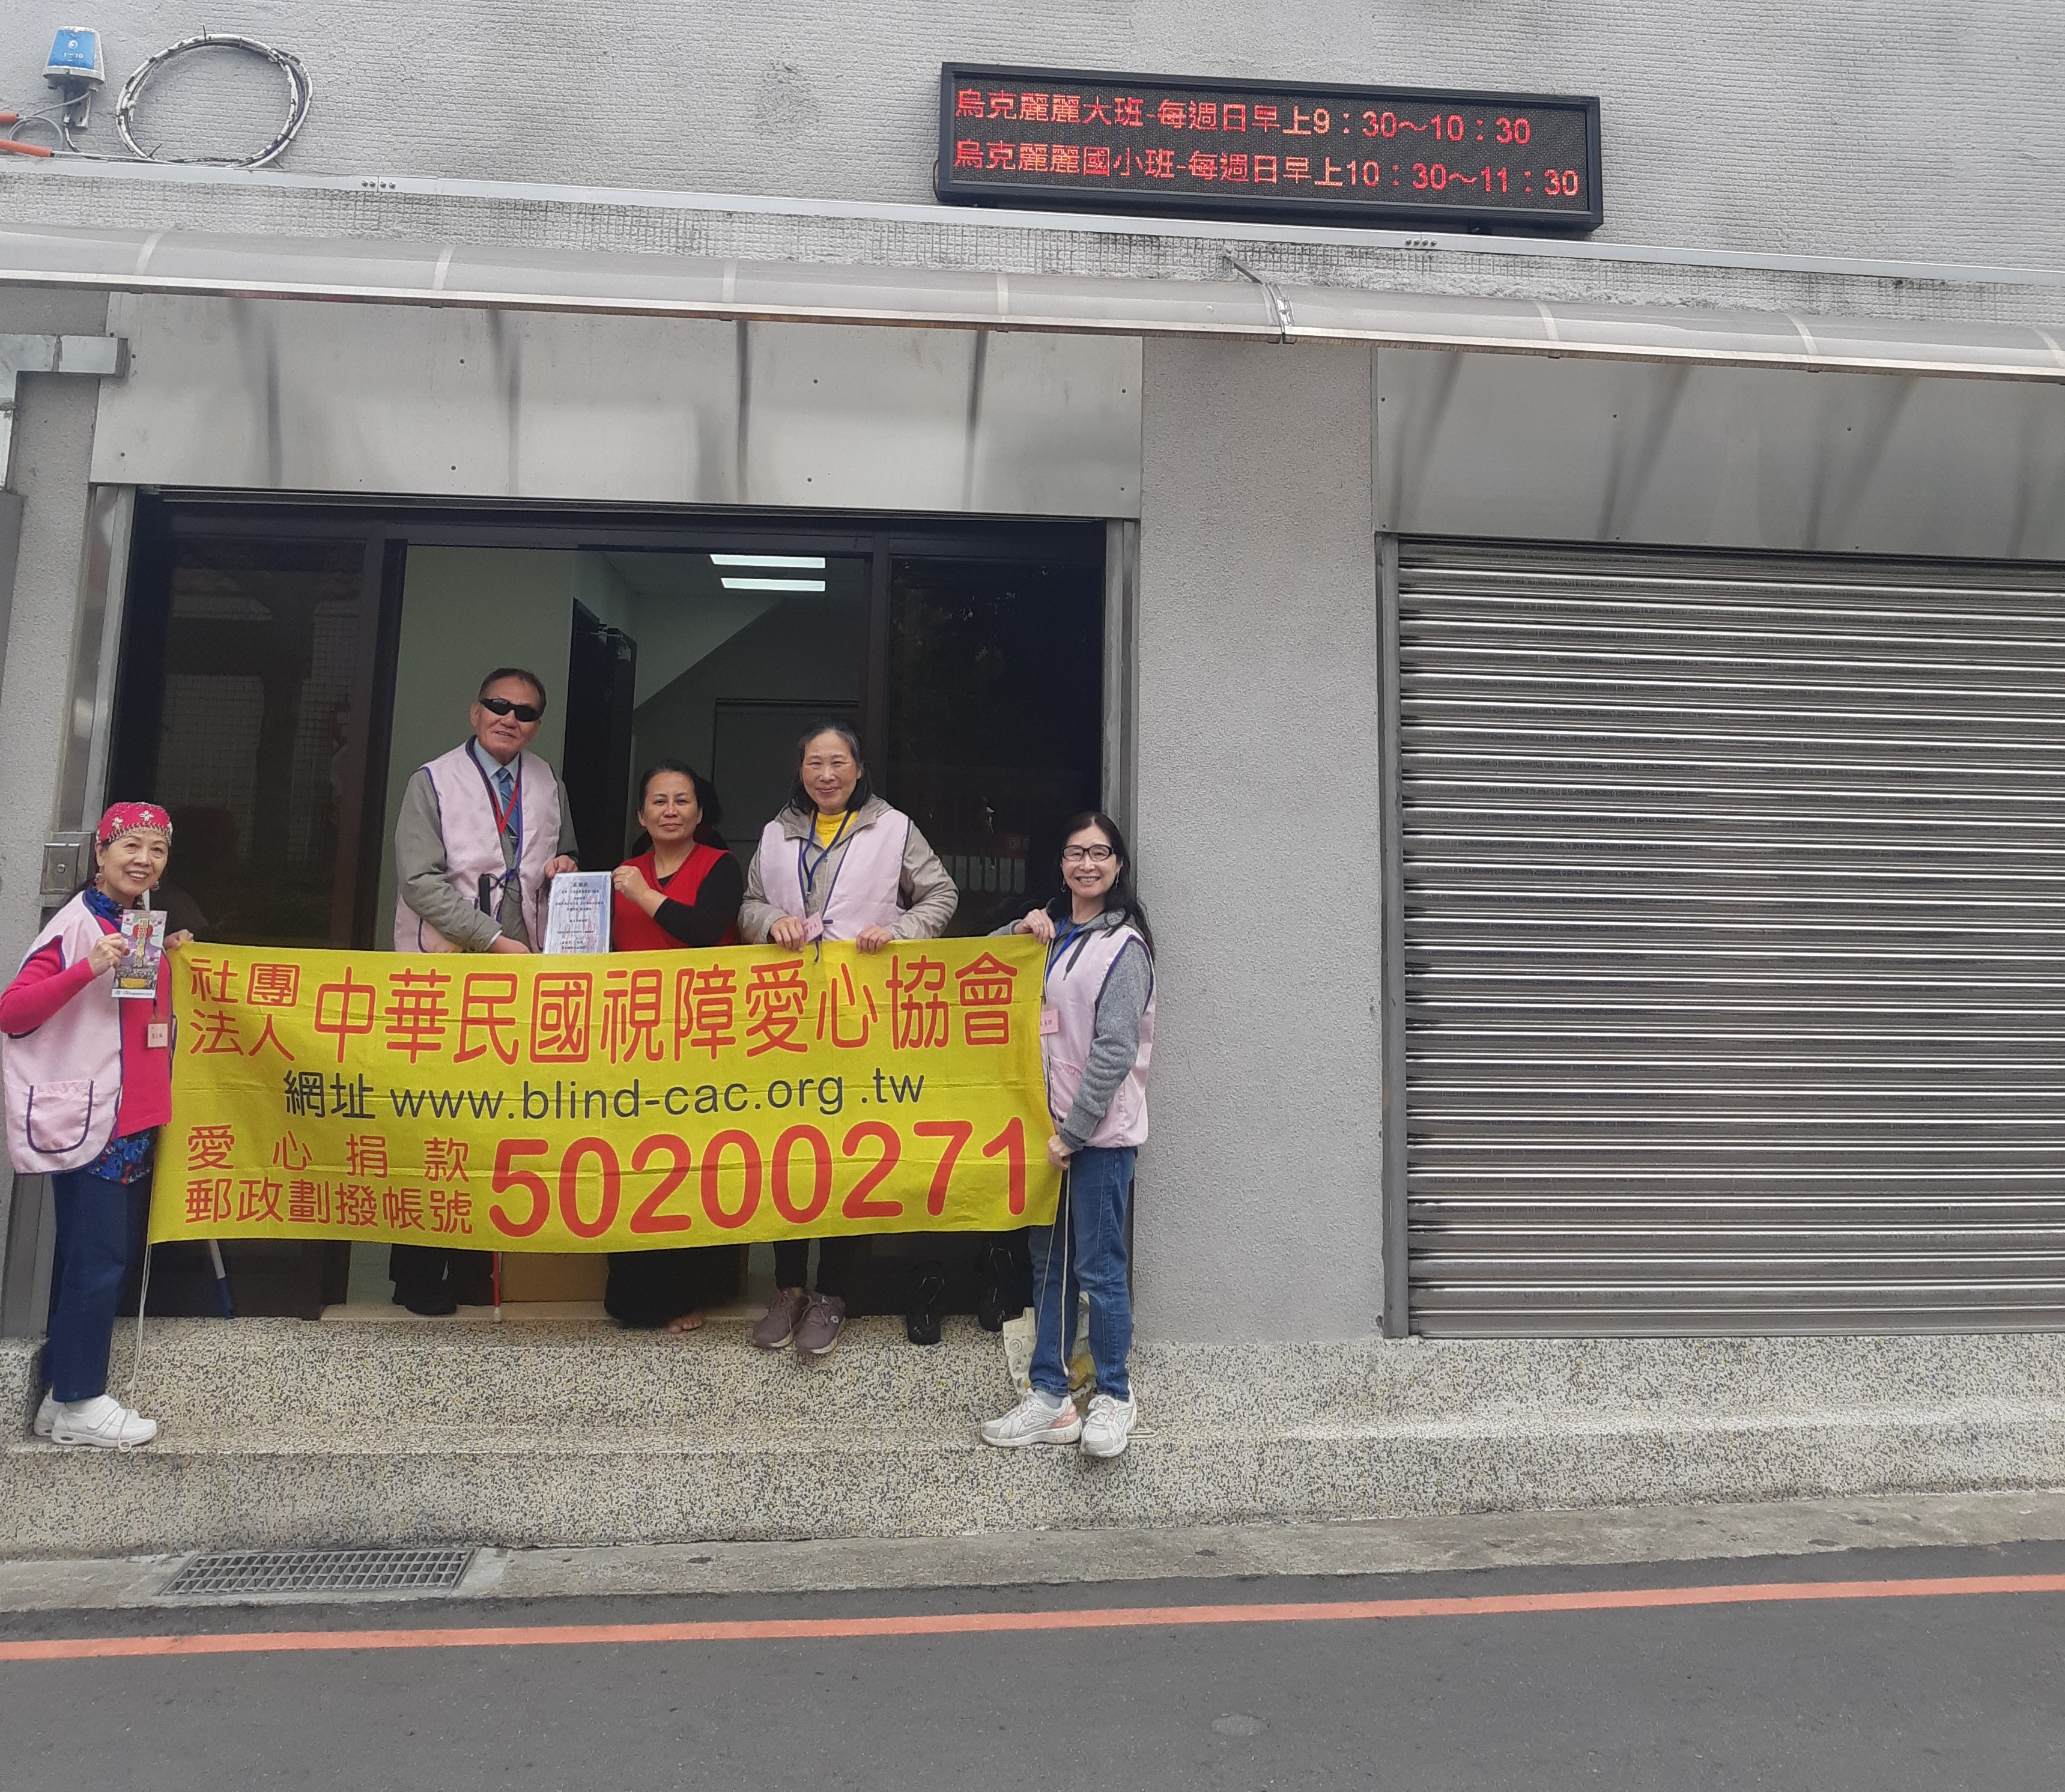 烏克麗麗大班-每週日早上9：30～10：30
烏克麗麗國小班-每週日早上10：30～11：30
社團法人 中華民國視障愛心協會
網址 www.blind-cac.org.tw
愛心捐款
郵政劃撥帳號 50200271